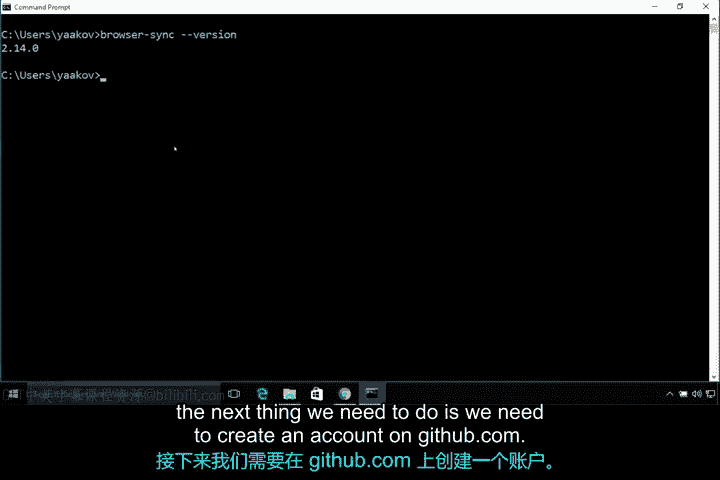 Command Prompt
C:\Users\yaakov>browser-sync --version
2.14.0
C:\Users\yaakov>
@bilibili.com
the next thing we need to do is we need
to create an account on github.com.
接下来我们需要在 github.com 上创建一个账户。